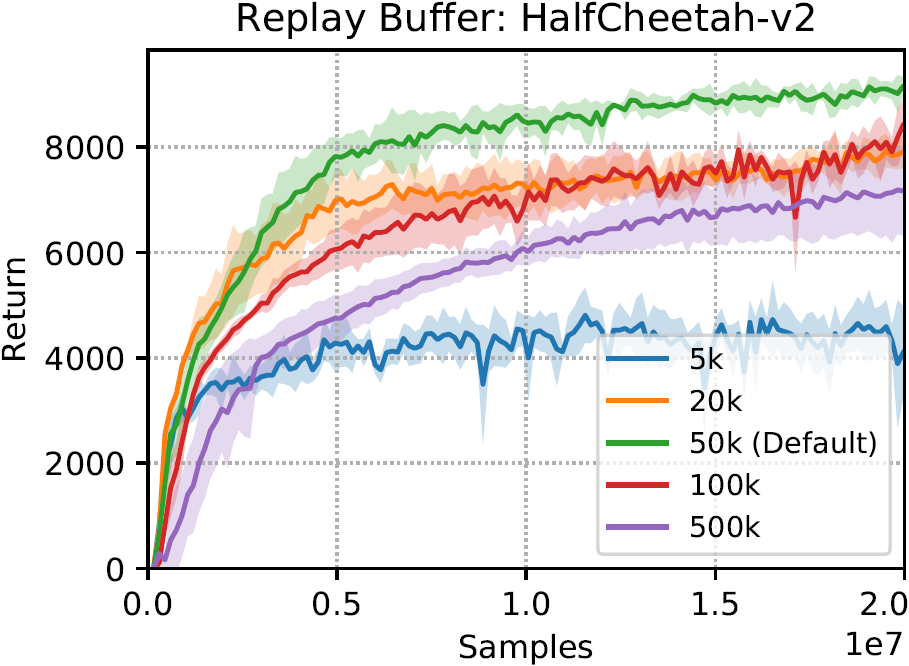 Replay Buffer: HalfCheetah-v2
Return
8000
6000
4000
2000
0
5k
20k
50k (Default)
100k
500k
0.0 0.5 1.0 1.5 2.0
1e7
Samples